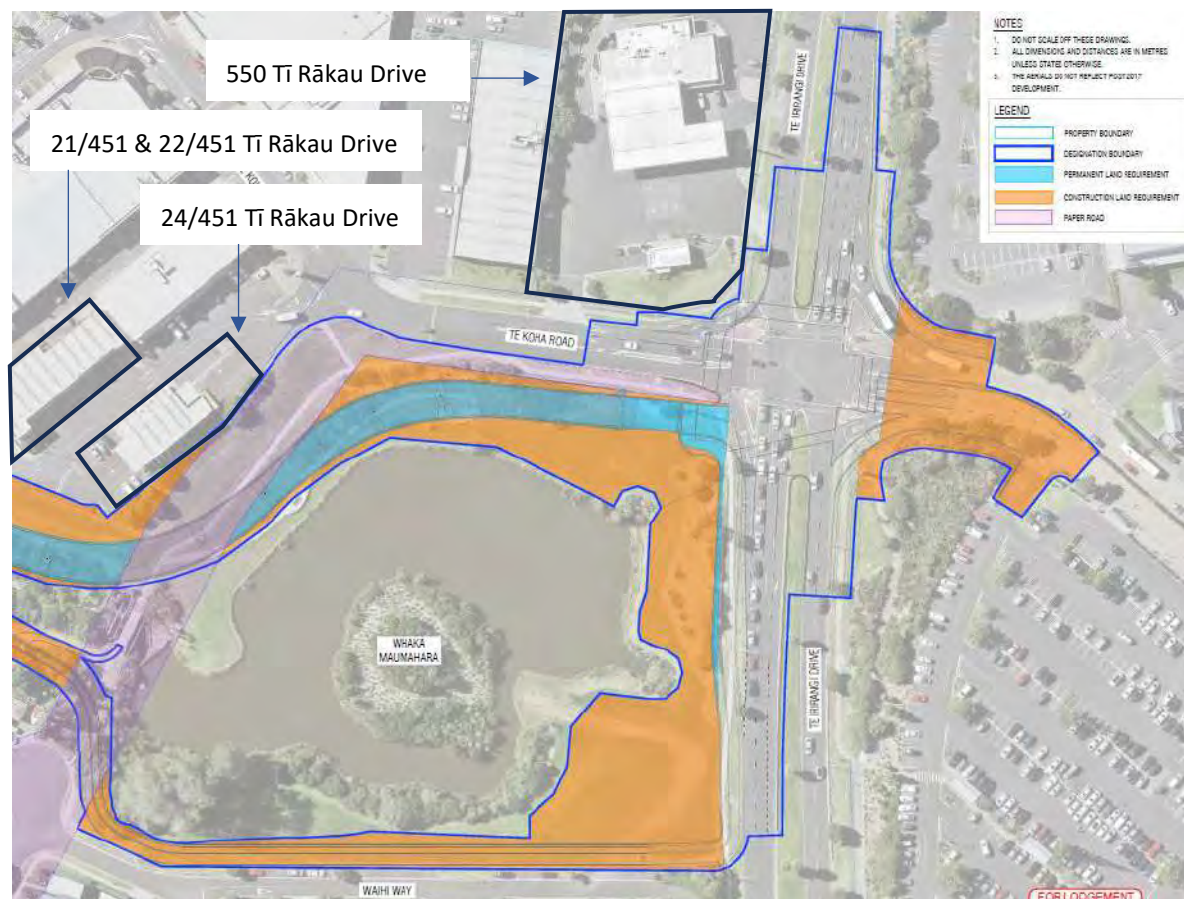 550 Tī Rākau Drive
21/451 & 22/451 Tī Rākau Drive
24/451 Tī Rākau Drive
TE IRIRANGI DRIVE
NOTES
1. DO NOT SCALE OFF THESE DRAWINGS.
2. ALL DIMENSIONS AND DISTANCES ARE IN METRES
UNLESS STATES OTHERWISE.
3. THE AERIALS DO NOT REFLECT POST 2017
DEVELOPMENT.
LEGEND
PROPERTY BOUNDARY
DESIGNATION BOUNDARY
PERMANENT LAND REQUIREMENT
CONSTRUCTION LAND REQUIREMENT
PAPER ROAD
TE KOHA ROAD
WHAKA
MAUMAHARA
TE IRIRANGI DRIVE
WAIHI WAY
FOR LODGEMENT